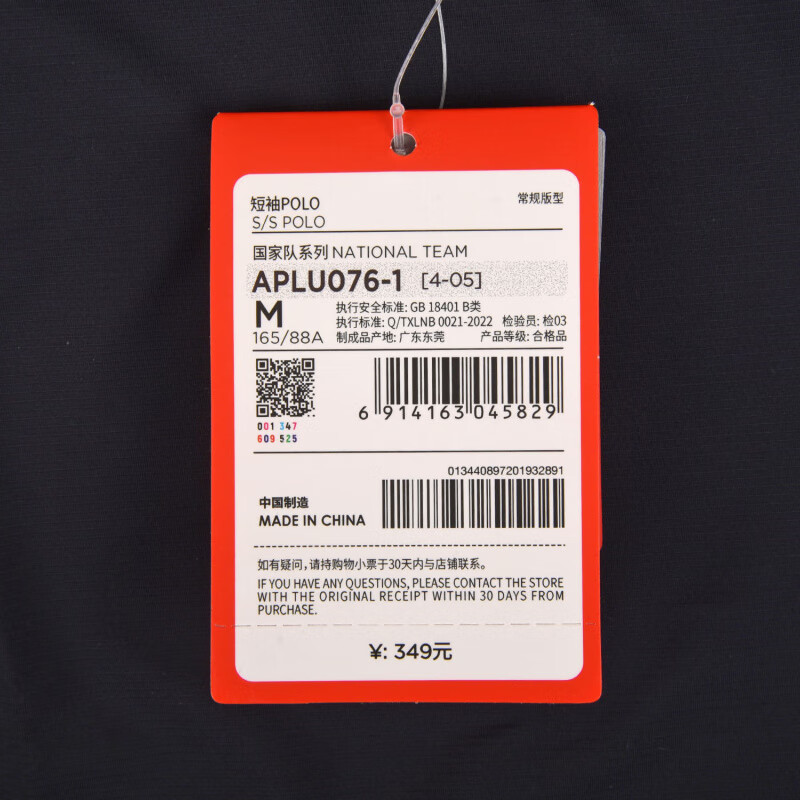 短袖POLO 常规版型
S/S POLO
国家队系列 NATIONAL TEAM
APLU076-1 [4-05]
M
165/88A
执行安全标准: GB 18401 B类
执行标准: Q/TXLNB 0021-2022 检验员: 检03
制成品产地: 广东东莞 产品等级: 合格品
001 347
609 525
6 914163 045829
013440897201932891
中国制造
MADE IN CHINA
如有疑问，请持购物小票于30天内与店铺联系。
IF YOU HAVE ANY QUESTIONS, PLEASE CONTACT THE STORE
WITH THE ORIGINAL RECEIPT WITHIN 30 DAYS FROM
PURCHASE.
¥: 349元